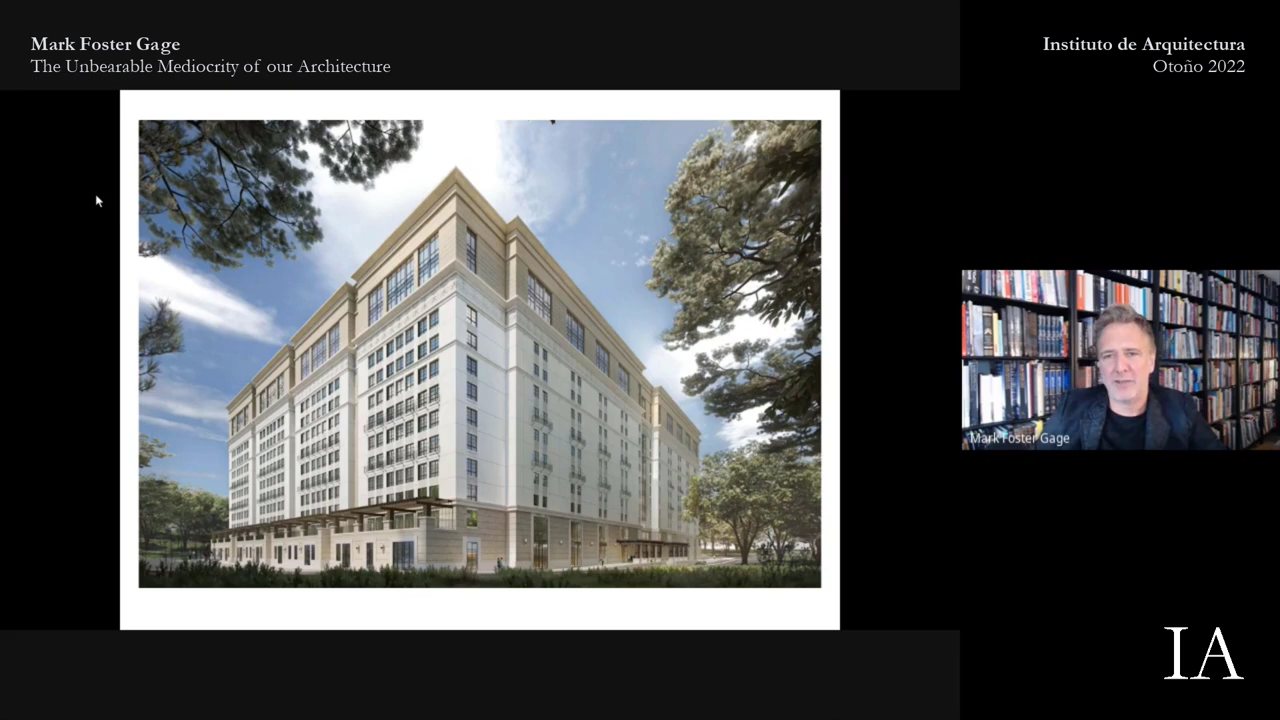 Mark Foster Gage
The Unbearable Mediocrity of our Architecture
Instituto de Arquitectura
Otoño 2022
Mark Foster Gage
IA